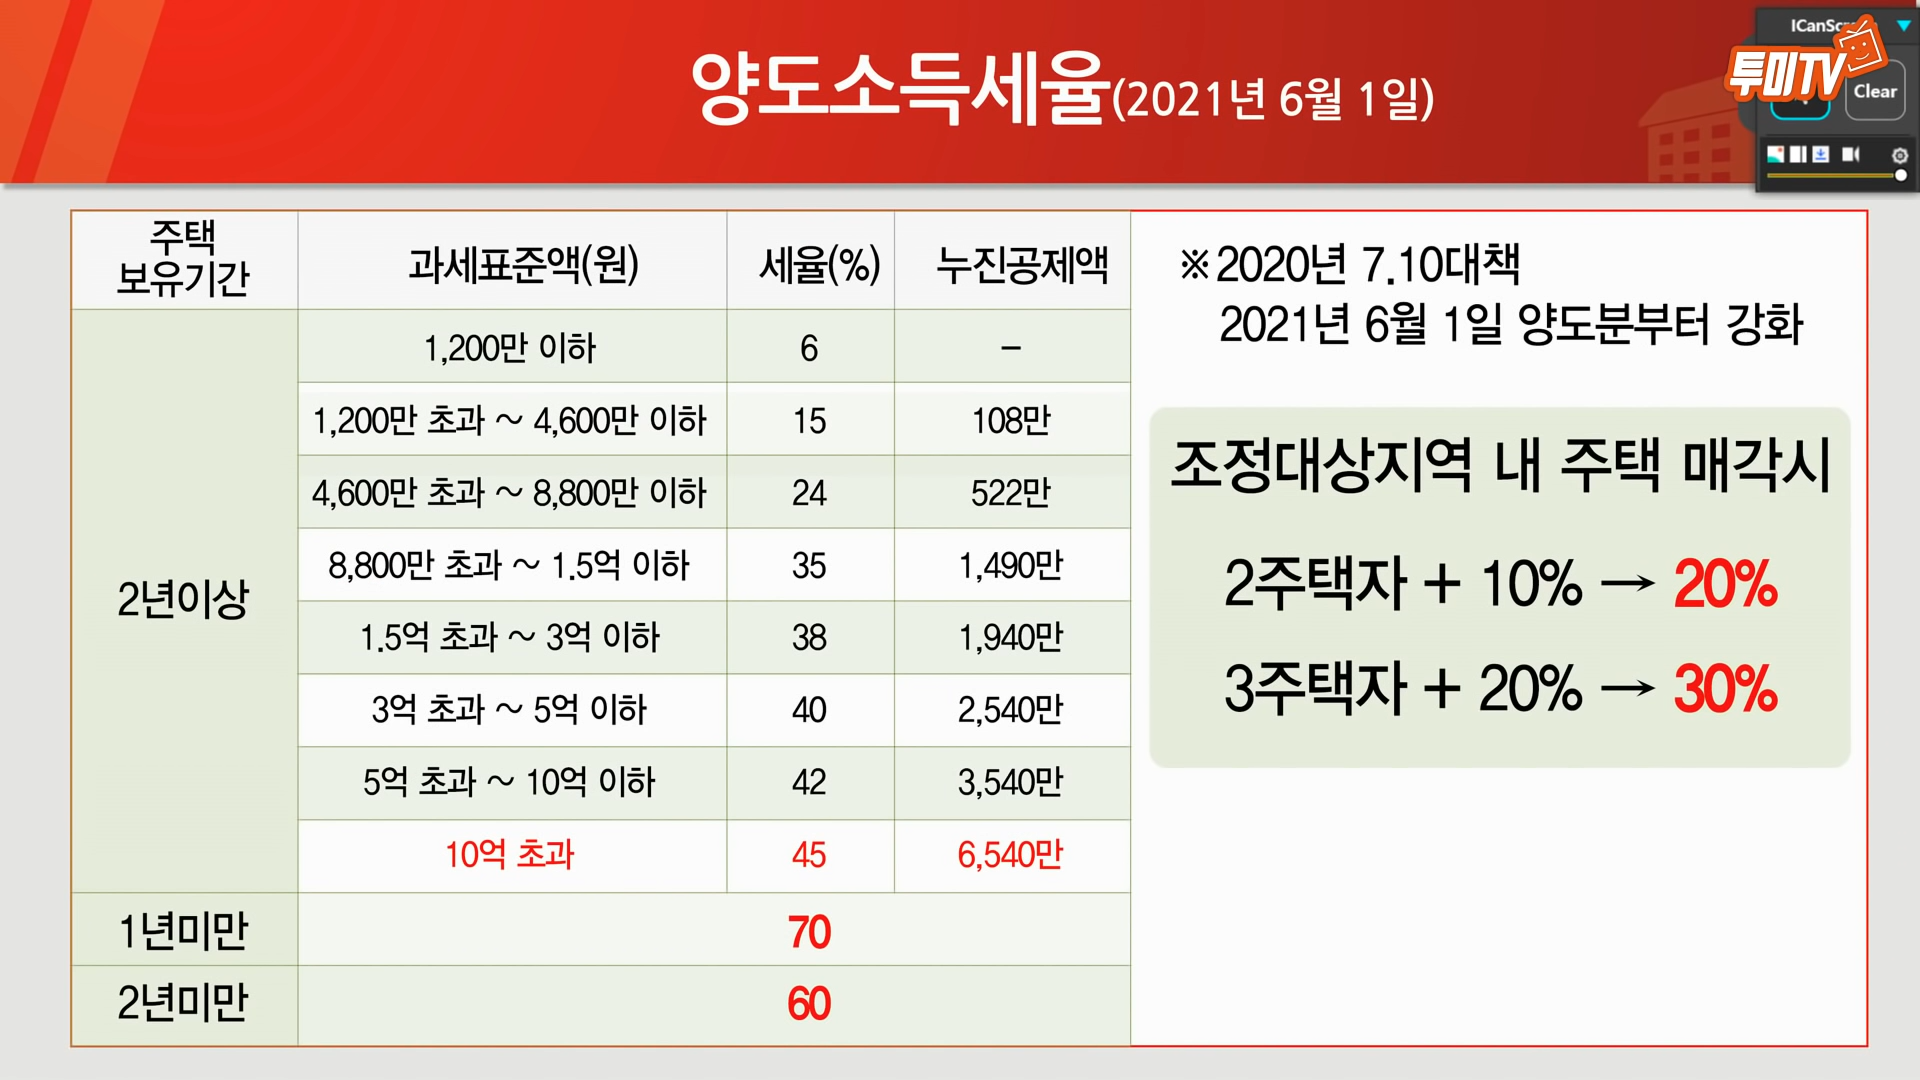 양도소득세율(2021년 6월 1일)
투미TV
Clear
주택
보유기간
과세표준액(원)
세율(%)
누진공제액
2년이상
1,200만 이하
6
–
1,200만 초과 ~ 4,600만 이하
15
108만
4,600만 초과 ~ 8,800만 이하
24
522만
8,800만 초과 ~ 1.5억 이하
35
1,490만
1.5억 초과 ~ 3억 이하
38
1,940만
3억 초과 ~ 5억 이하
40
2,540만
5억 초과 ~ 10억 이하
42
3,540만
10억 초과
45
6,540만
1년미만
70
2년미만
60
※2020년 7.10대책
2021년 6월 1일 양도분부터 강화
조정대상지역 내 주택 매각시
2주택자 + 10% → 20%
3주택자 + 20% → 30%